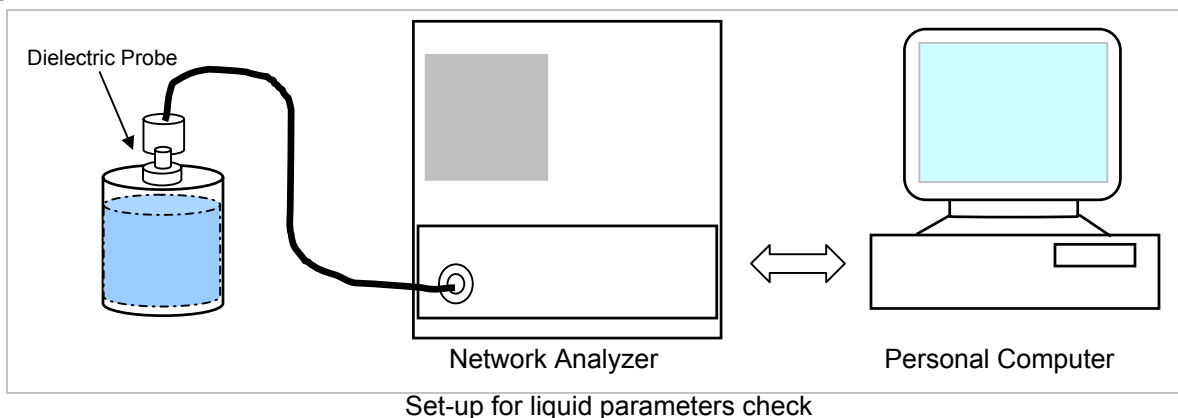 Dielectric Probe
Network Analyzer
Personal Computer
Set-up for liquid parameters check